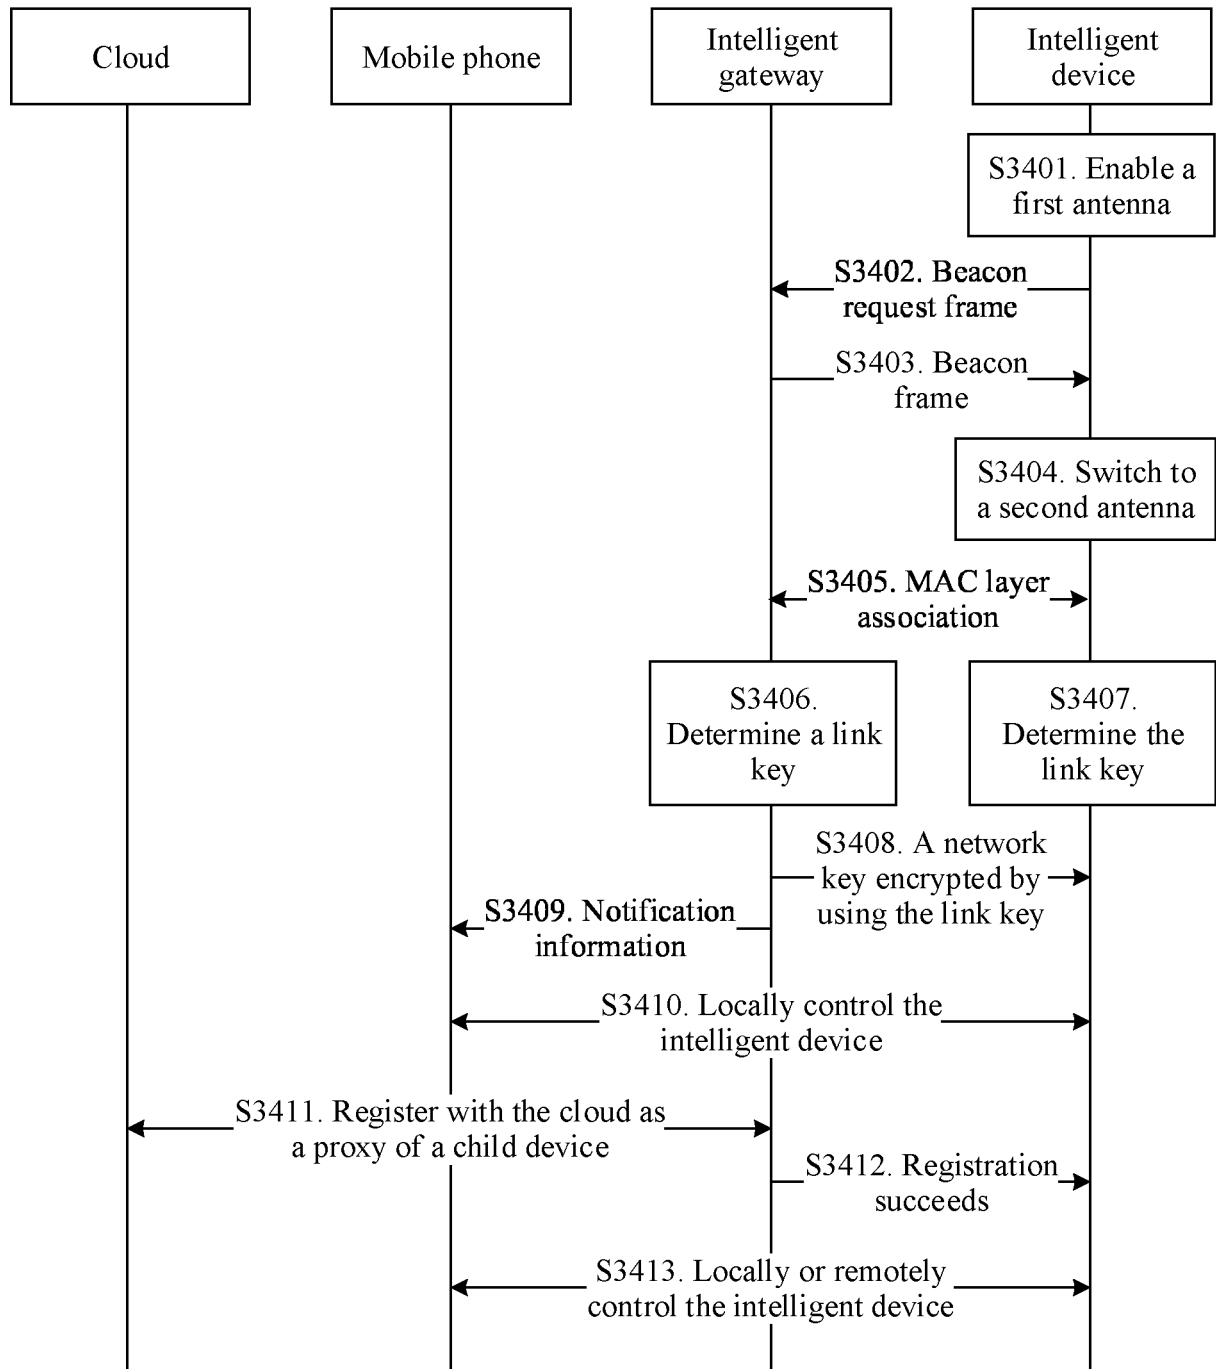 Cloud
Mobile phone
Intelligent
gateway
Intelligent
device
S3401. Enable a
first antenna
S3402. Beacon
request frame
S3403. Beacon
frame
S3404. Switch to
a second antenna
S3405. MAC layer
association
S3406.
Determine a link
key
S3407.
Determine the
link key
S3408. A network
key encrypted by
using the link key
S3409. Notification
information
S3410. Locally control the
intelligent device
S3411. Register with the cloud as
a proxy of a child device
S3412. Registration
succeeds
S3413. Locally or remotely
control the intelligent device